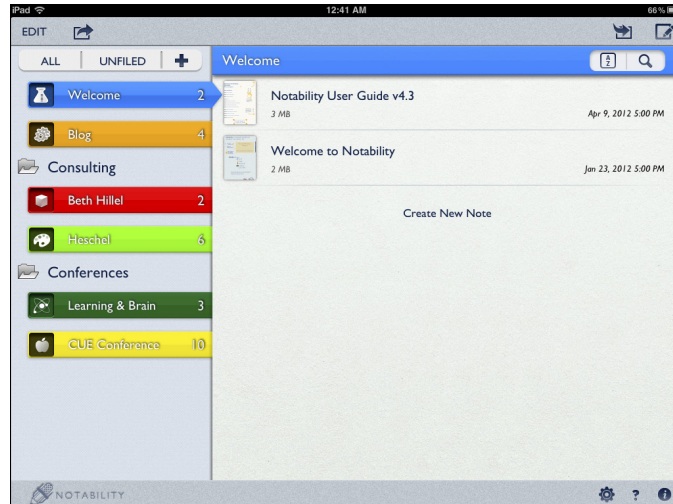 iPad 12:41 AM 66%
EDIT
ALL UNFILED +
Welcome
Welcome 2
Blog 4
Consulting
Beth Hillel 2
Heschel 6
Conferences
Learning & Brain 3
CUE Conference 10
Notability User Guide v4.3
3 MB Apr 9, 2012 5:00 PM
Welcome to Notability
2 MB Jan 23, 2012 5:00 PM
Create New Note
NOTABILITY
?